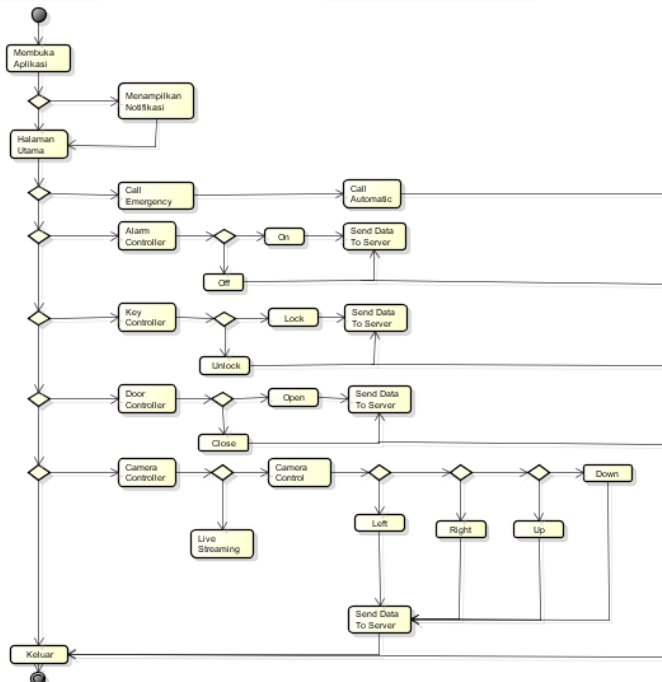 Membuka
Aplikasi
Menampilkan
Notifikasi
Halaman
Utama
Call
Emergency
Call
Automatic
Alarm
Controller
On
Send Data
To Server
Off
Key
Controller
Lock
Send Data
To Server
Unlock
Door
Controller
Open
Send Data
To Server
Close
Camera
Controller
Camera
Control
Down
Left
Right
Up
Live
Streaming
Send Data
To Server
Keluar